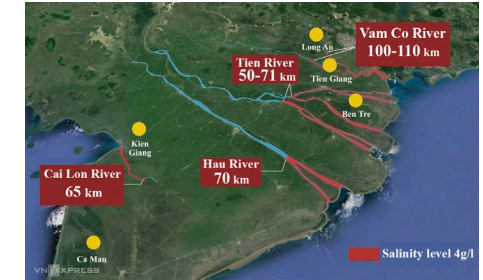 Vam Co River
100-110 km
Long An
Tien River
50-71 km
Tien Giang
Ben Tre
Kien
Giang
Cai Lon River
65 km
Hau River
70 km
Ca Mau
Salinity level 4g/l
VNEXPRESS